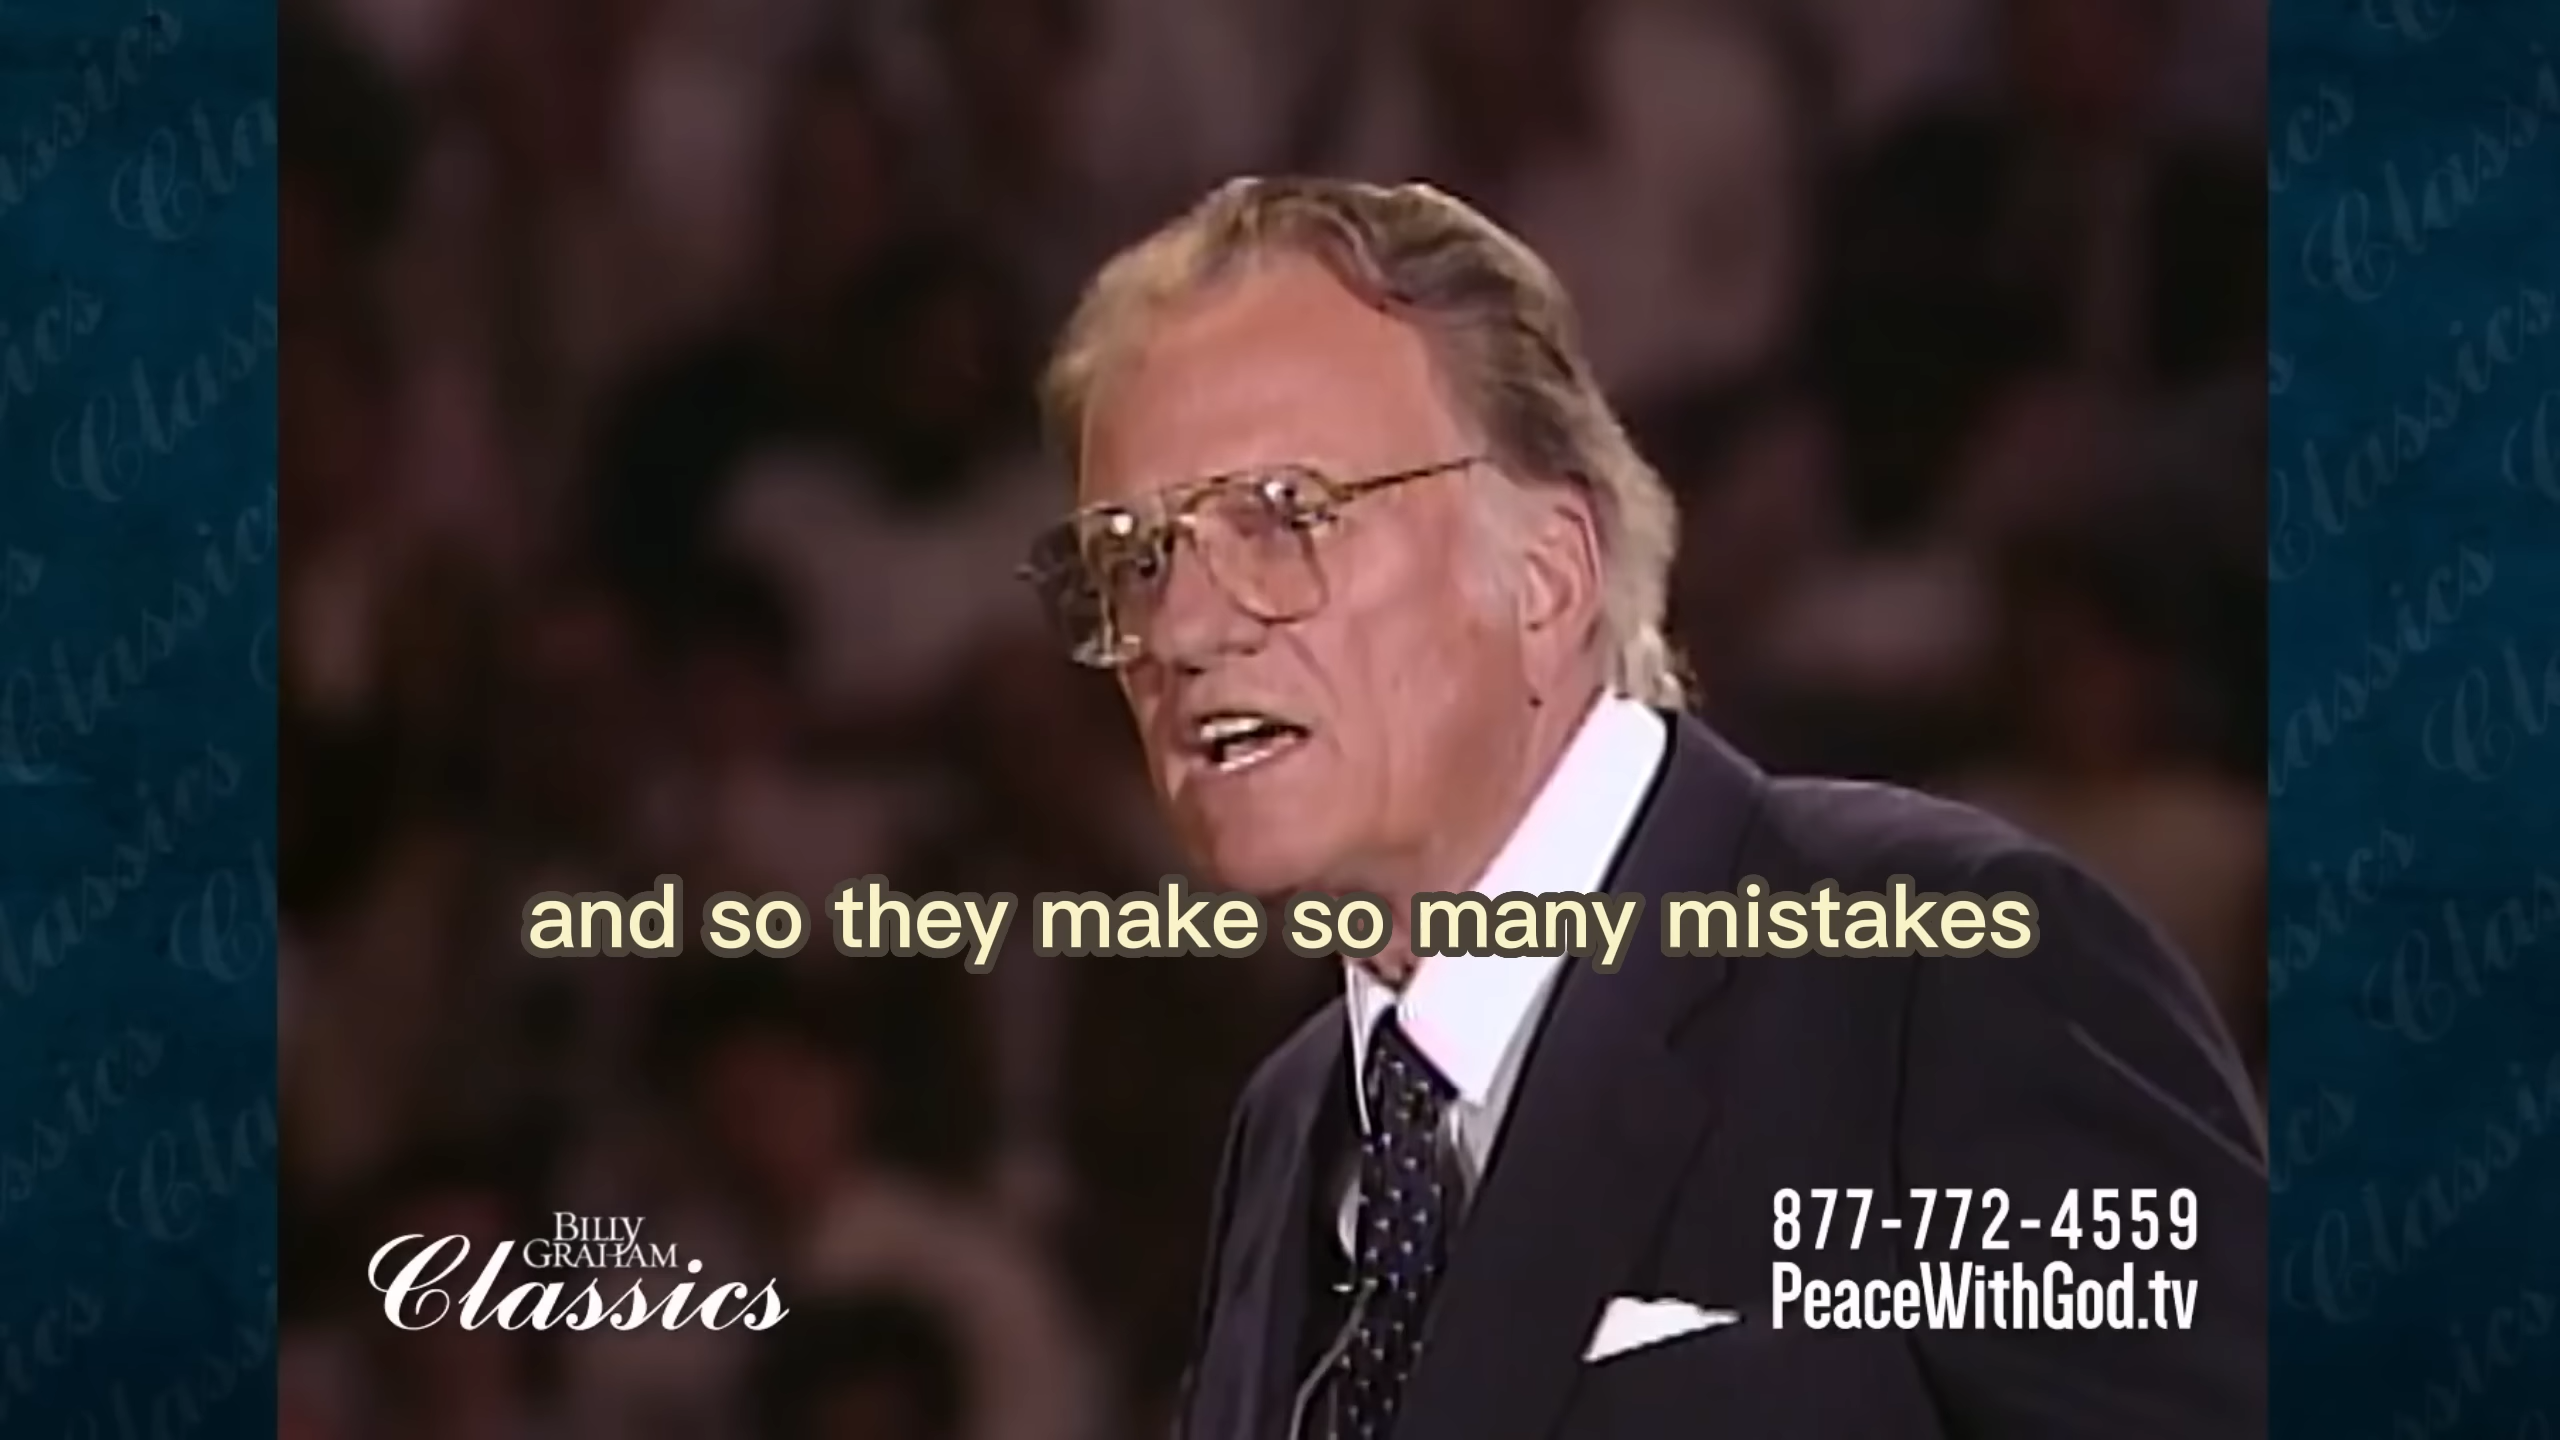 and so they make so many mistakes
BILLY
GRAHAM
Classics
877-772-4559
PeaceWithGod.tv